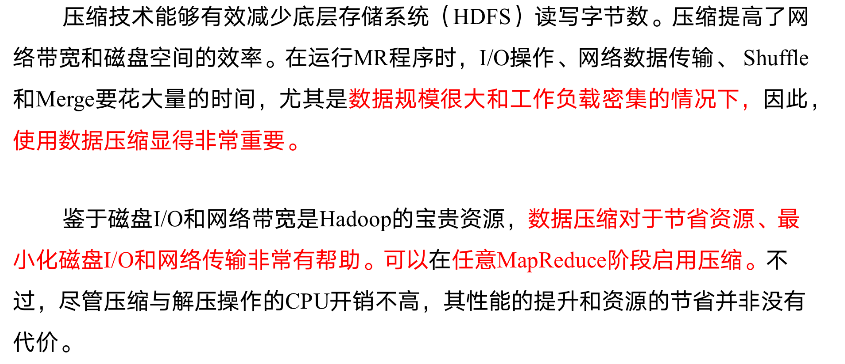 压缩技术能够有效减少底层存储系统（HDFS）读写字节数。压缩提高了网
络带宽和磁盘空间的效率。在运行MR程序时，I/O操作、网络数据传输、 Shuffle
和Merge要花大量的时间，尤其是数据规模很大和工作负载密集的情况下，因此，
使用数据压缩显得非常重要。
鉴于磁盘I/O和网络带宽是Hadoop的宝贵资源，数据压缩对于节省资源、最
小化磁盘I/O和网络传输非常有帮助。可以在任意MapReduce阶段启用压缩。不
过，尽管压缩与解压操作的CPU开销不高，其性能的提升和资源的节省并非没有
代价。